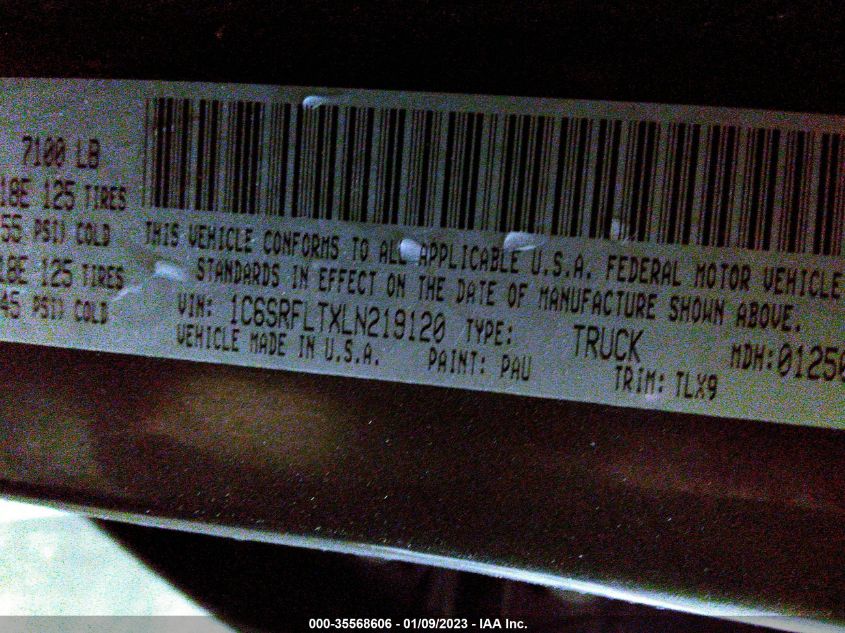 7100 LB
18E 125 TIRES
55 PSI) COLD
18E 125 TIRES
45 PSI) COLD
THIS VEHICLE CONFORMS TO ALL APPLICABLE U.S.A. FEDERAL MOTOR VEHICLE
STANDARDS IN EFFECT ON THE DATE OF MANUFACTURE SHOWN ABOVE.
VIN: 1C6SRFLTXLN219120 TYPE: TRUCK MDH:01250
VEHICLE MADE IN U.S.A. PAINT: PAU TRIM: TLX9
000-35568606 - 01/09/2023 - IAA Inc.